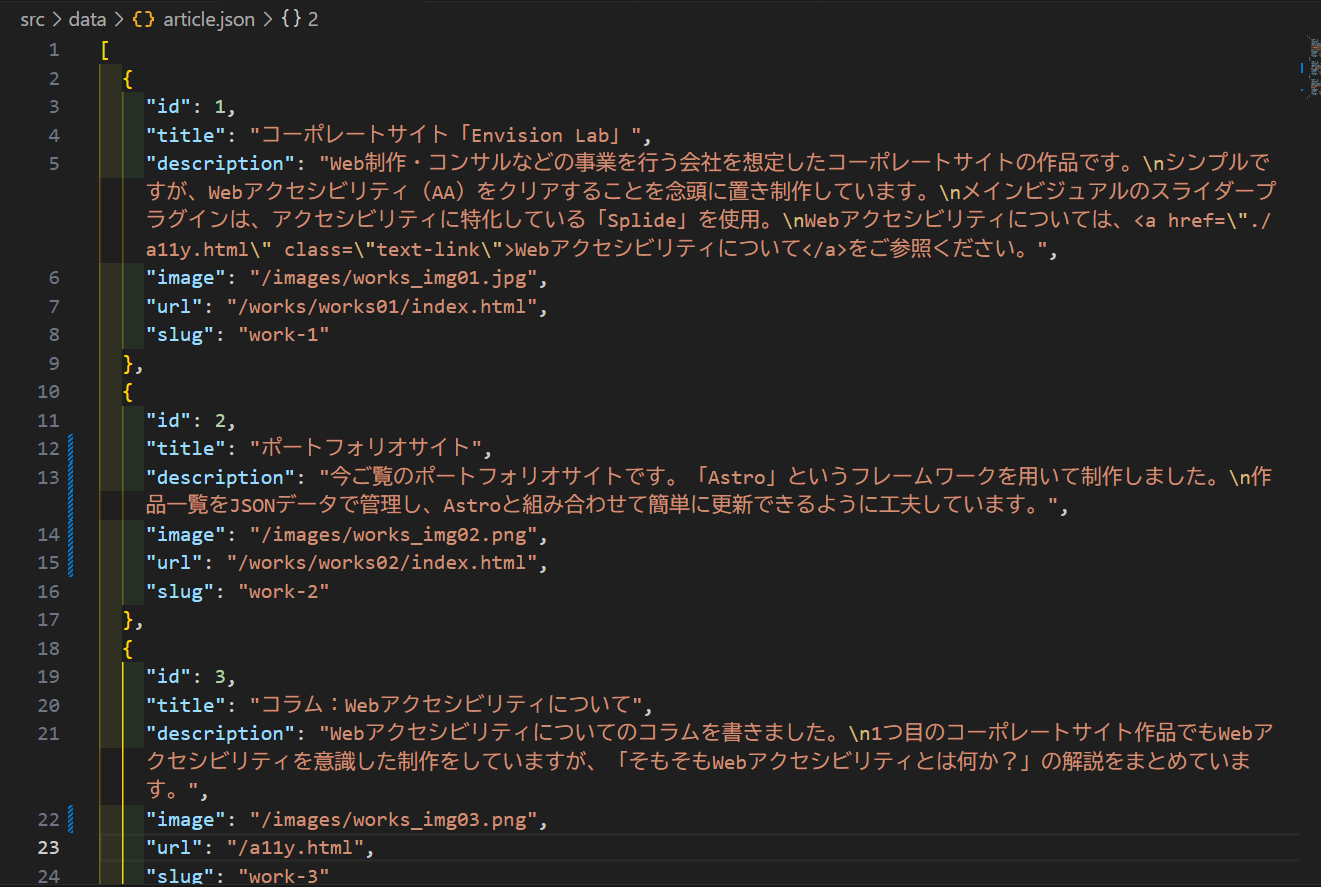 src > data > {} article.json > {} 2
1 [
2 {
3 "id": 1,
4 "title": "コーポレートサイト「Envision Lab」",
5 "description": "Web制作・コンサルなどの事業を行う会社を想定したコーポレートサイトの作品です。\nシンプルで
すが、Webアクセシビリティ（AA）をクリアすることを念頭に置き制作しています。\nメインビジュアルのスライダープ
ラグインは、アクセシビリティに特化している「Splide」を使用。\nWebアクセシビリティについては、<a href=\"./
a11y.html\" class=\"text-link\">Webアクセシビリティについて</a>をご参照ください。",
6 "image": "/images/works_img01.jpg",
7 "url": "/works/works01/index.html",
8 "slug": "work-1"
9 },
10 {
11 "id": 2,
12 "title": "ポートフォリオサイト",
13 "description": "今ご覧のポートフォリオサイトです。「Astro」というフレームワークを用いて制作しました。\n作
品一覧をJSONデータで管理し、Astroと組み合わせて簡単に更新できるように工夫しています。",
14 "image": "/images/works_img02.png",
15 "url": "/works/works02/index.html",
16 "slug": "work-2"
17 },
18 {
19 "id": 3,
20 "title": "コラム：Webアクセシビリティについて",
21 "description": "Webアクセシビリティについてのコラムを書きました。\n1つ目のコーポレートサイト作品でもWebア
クセシビリティを意識した制作をしていますが、「そもそもWebアクセシビリティとは何か？」の解説をまとめていま
す。",
22 "image": "/images/works_img03.png",
23 "url": "/a11y.html",
24 "slug": "work-3"